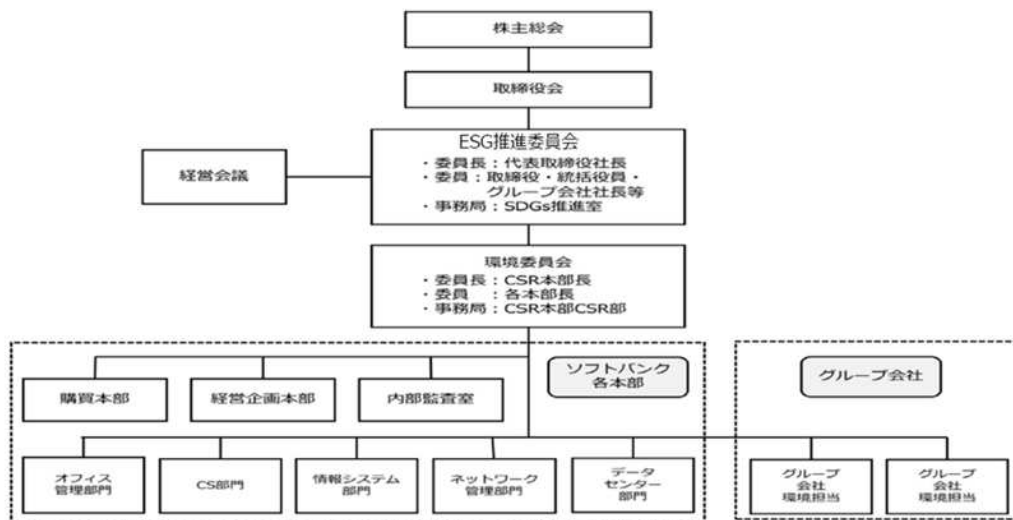 株主総会
取締役会
ESG推進委員会
・委員長：代表取締役社長
・委員：取締役・統括役員・
グループ会社社長等
・事務局：SDGs推進室
経営会議
環境委員会
・委員長：CSR本部長
・委員　：各本部長
・事務局：CSR本部CSR部
ソフトバンク
各本部
グループ会社
購買本部
経営企画本部
内部監査室
オフィス
管理部門
CS部門
情報システム
部門
ネットワーク
管理部門
データ
センター
部門
グループ
会社
環境担当
グループ
会社
環境担当